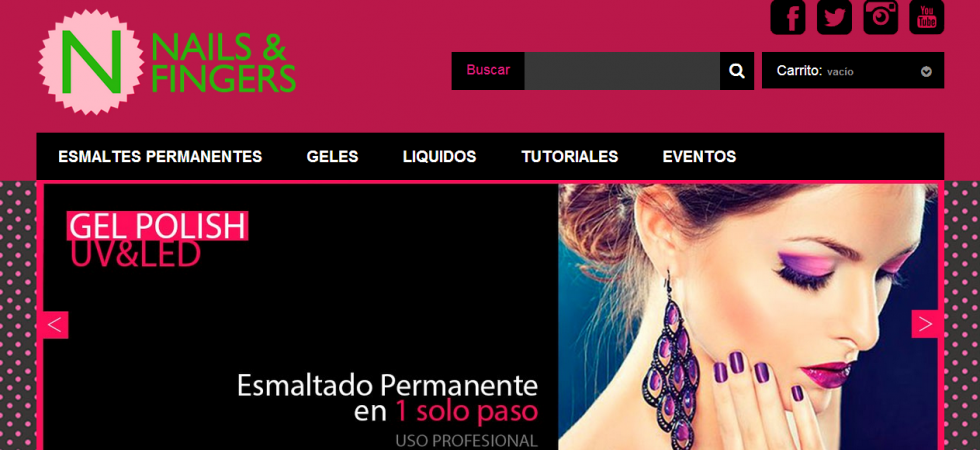 N
NAILS &
FINGERS
You
Tube
Buscar
Carrito: vacío
ESMALTES PERMANENTES GELES LIQUIDOS TUTORIALES EVENTOS
GEL POLISH
UV&LED
< >
Esmaltado Permanente
en 1 solo paso
USO PROFESIONAL